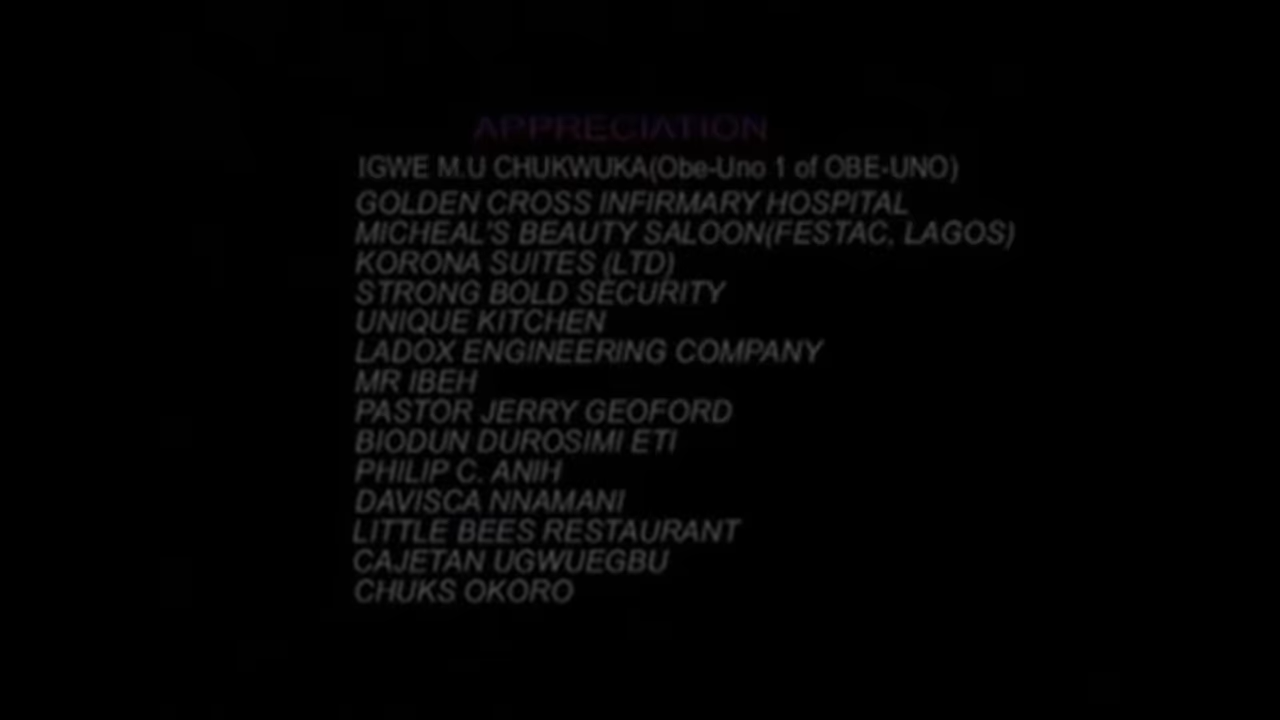 APPRECIATION
IGWE M.U CHUKWUKA(Obe-Uno 1 of OBE-UNO)
GOLDEN CROSS INFIRMARY HOSPITAL
MICHEAL'S BEAUTY SALOON(FESTAC, LAGOS)
KORONA SUITES (LTD)
STRONG BOLD SECURITY
UNIQUE KITCHEN
LADOX ENGINEERING COMPANY
MR IBEH
PASTOR JERRY GEOFORD
BIODUN DUROSIMI ETI
PHILIP C. ANIH
DAVISCA NNAMANI
LITTLE BEES RESTAURANT
CAJETAN UGWUEGBU
CHUKS OKORO